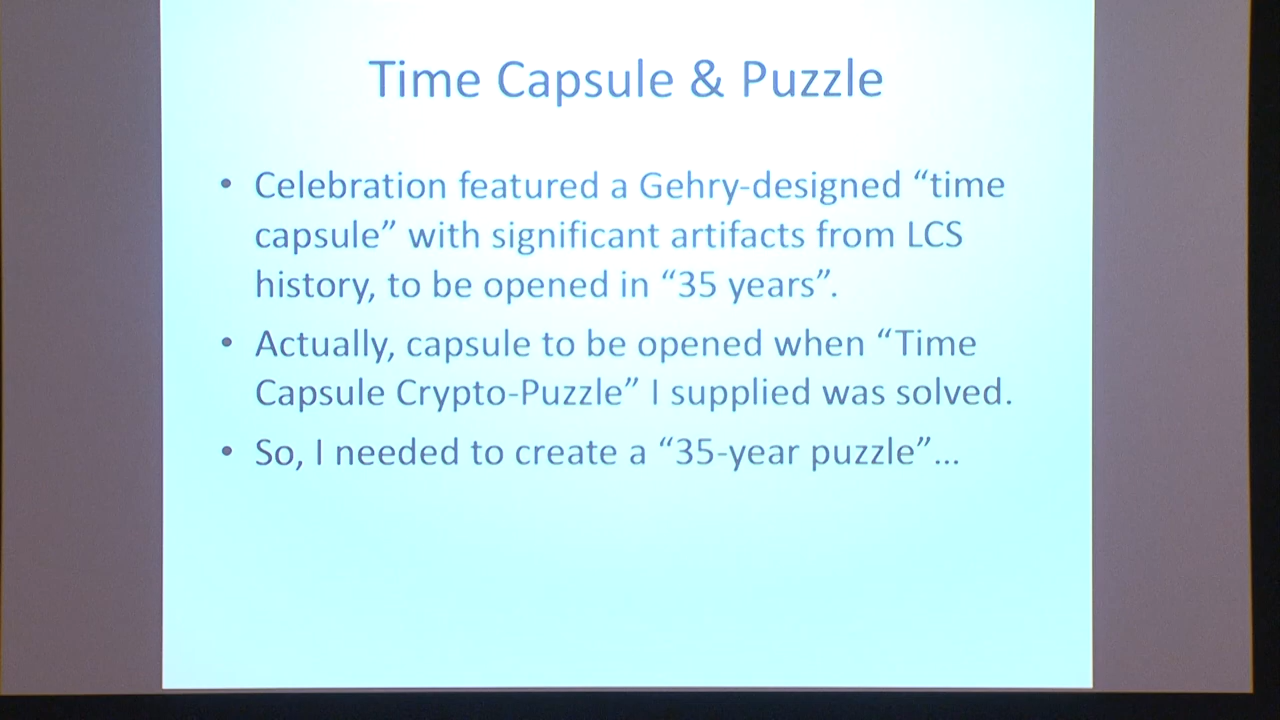 Time Capsule & Puzzle
• Celebration featured a Gehry-designed “time
capsule” with significant artifacts from LCS
history, to be opened in “35 years”.
• Actually, capsule to be opened when “Time
Capsule Crypto-Puzzle” I supplied was solved.
• So, I needed to create a “35-year puzzle”...